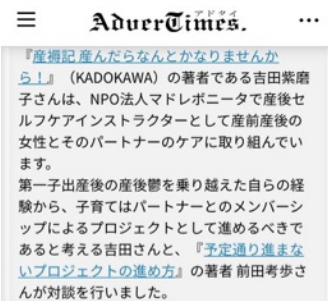 アドタイ
AdverTimes.
『産褥記 産んだらなんとかなりませんか
ら！』（KADOKAWA）の著者である吉田紫磨
子さんは、NPO法人マドレボニータで産後セ
ルフケアインストラクターとして産前産後の
女性とそのパートナーのケアに取り組んでい
ます。
第一子出産後の産後鬱を乗り越えた自らの経
験から、子育てはパートナーとのメンバーシ
ップによるプロジェクトとして進めるべきで
あると考える吉田さんと、『予定通り進まな
いプロジェクトの進め方』の著者 前田考歩さ
んが対談を行いました。